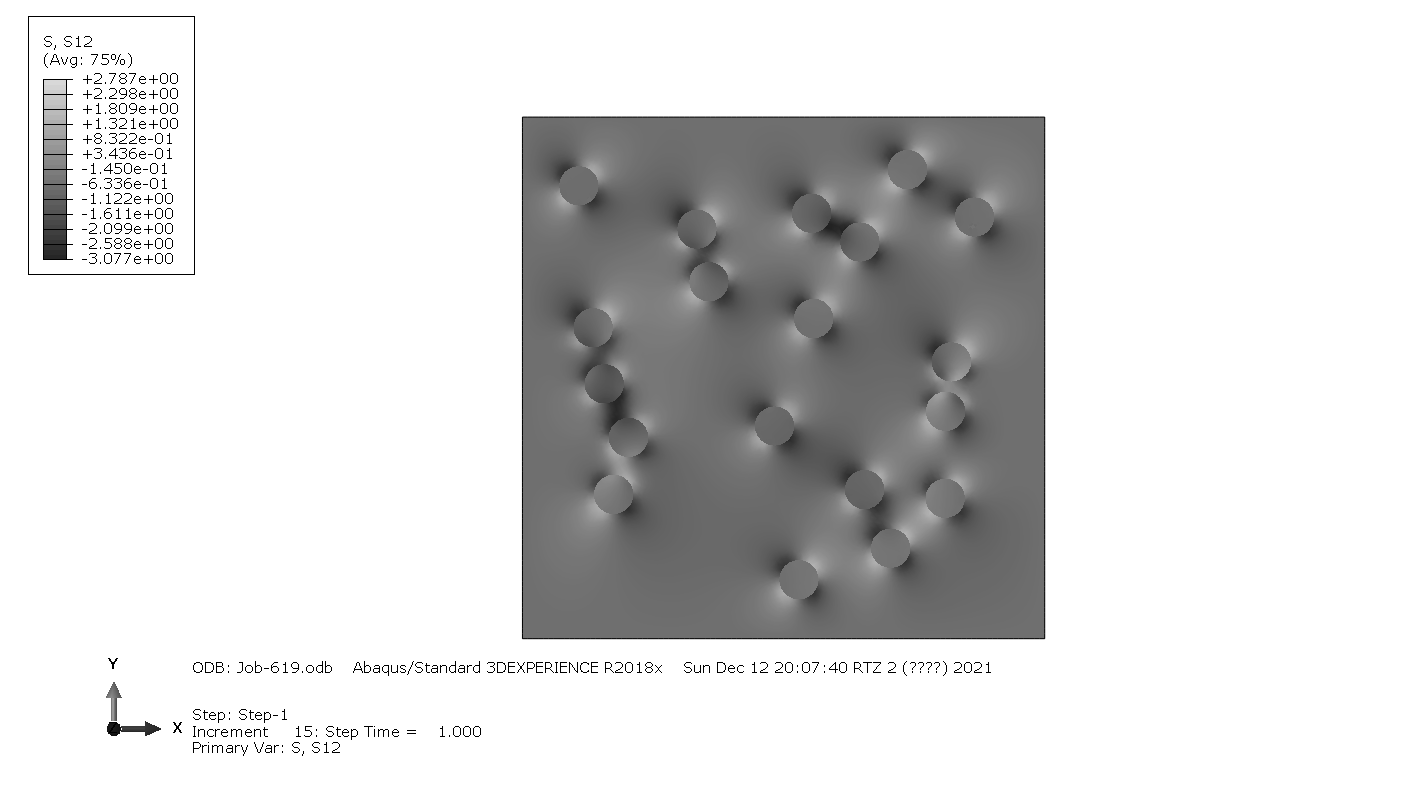 S, S12
(Avg: 75%)
+2.787e+00
+2.298e+00
+1.809e+00
+1.321e+00
+8.322e-01
+3.436e-01
-1.450e-01
-6.336e-01
-1.122e+00
-1.611e+00
-2.099e+00
-2.588e+00
-3.077e+00
Y
X
ODB: Job-619.odb    Abaqus/Standard 3DEXPERIENCE R2018x    Sun Dec 12 20:07:40 RTZ 2 (????) 2021
Step: Step-1
Increment     15: Step Time =    1.000
Primary Var: S, S12